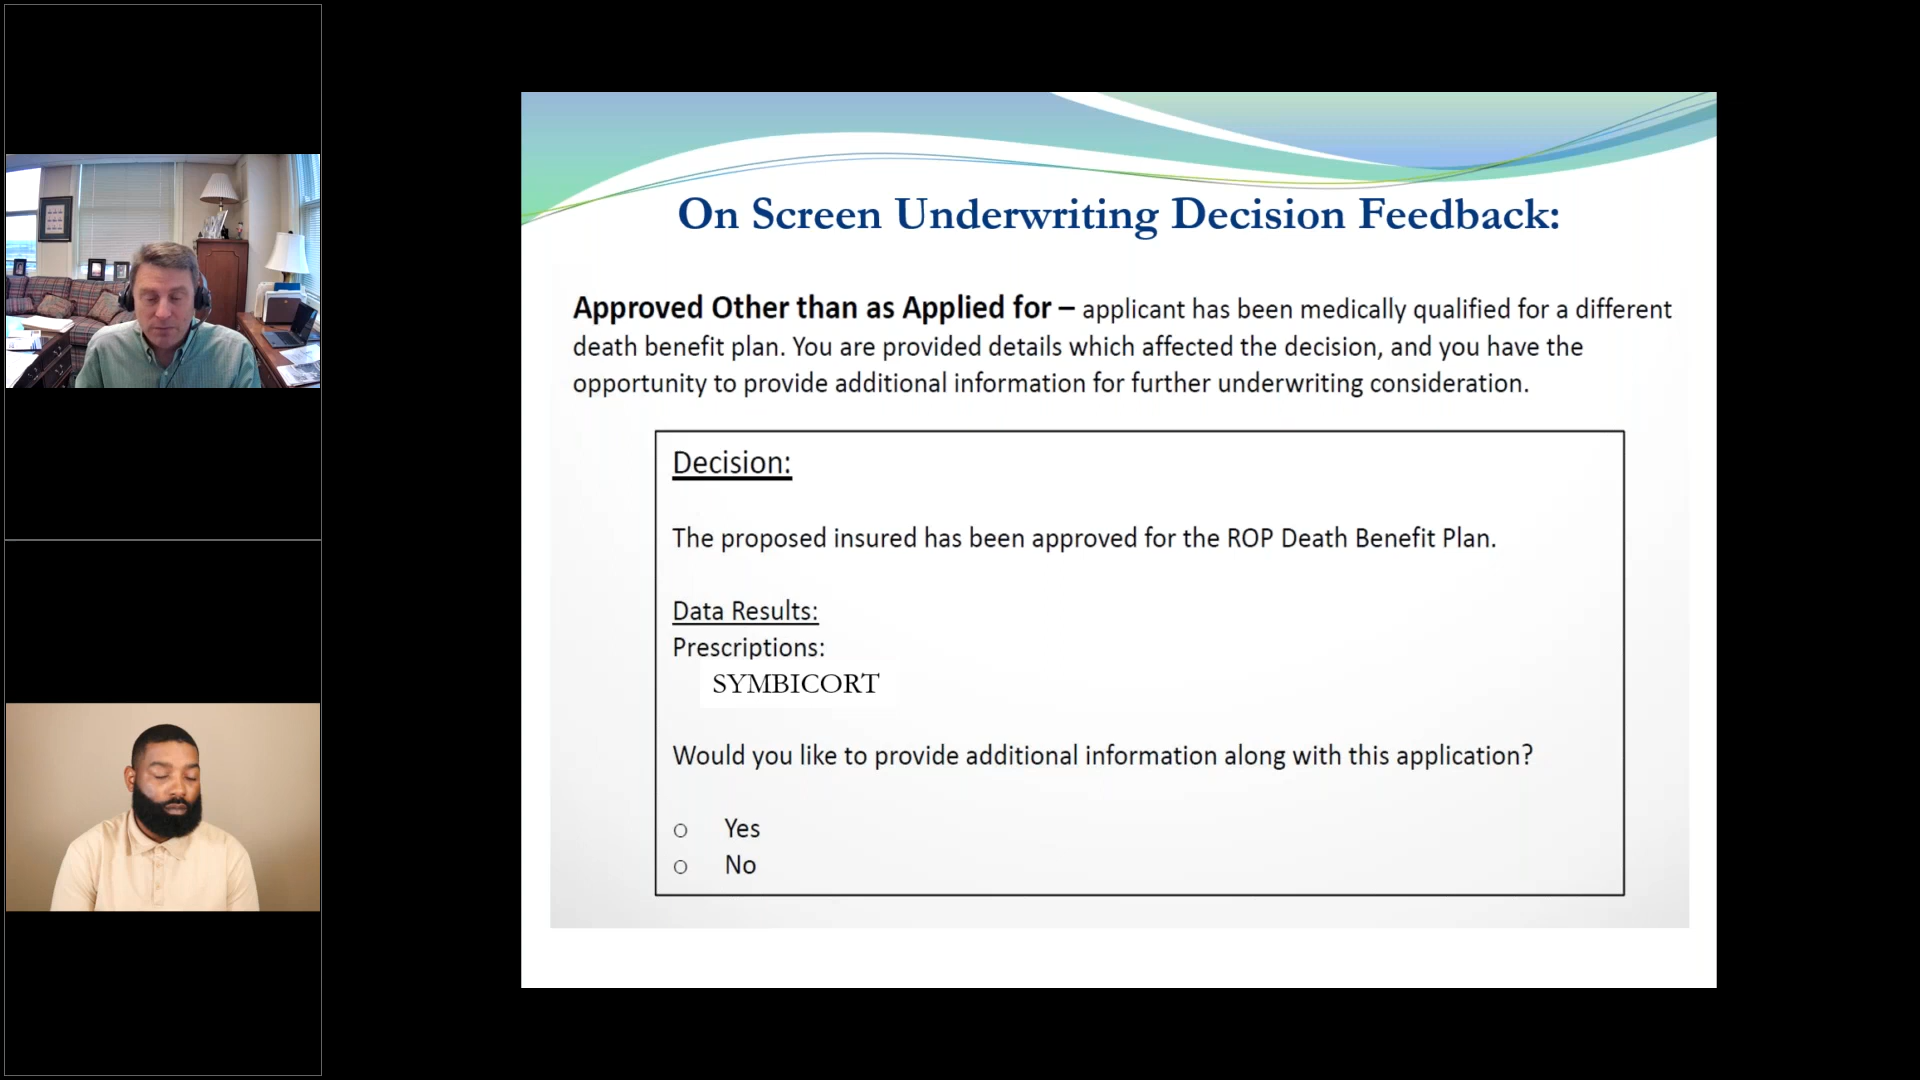 On Screen Underwriting Decision Feedback:
Approved Other than as Applied for – applicant has been medically qualified for a different
death benefit plan. You are provided details which affected the decision, and you have the
opportunity to provide additional information for further underwriting consideration.
Decision:
The proposed insured has been approved for the ROP Death Benefit Plan.
Data Results:
Prescriptions:
SYMBICORT
Would you like to provide additional information along with this application?
Yes
No